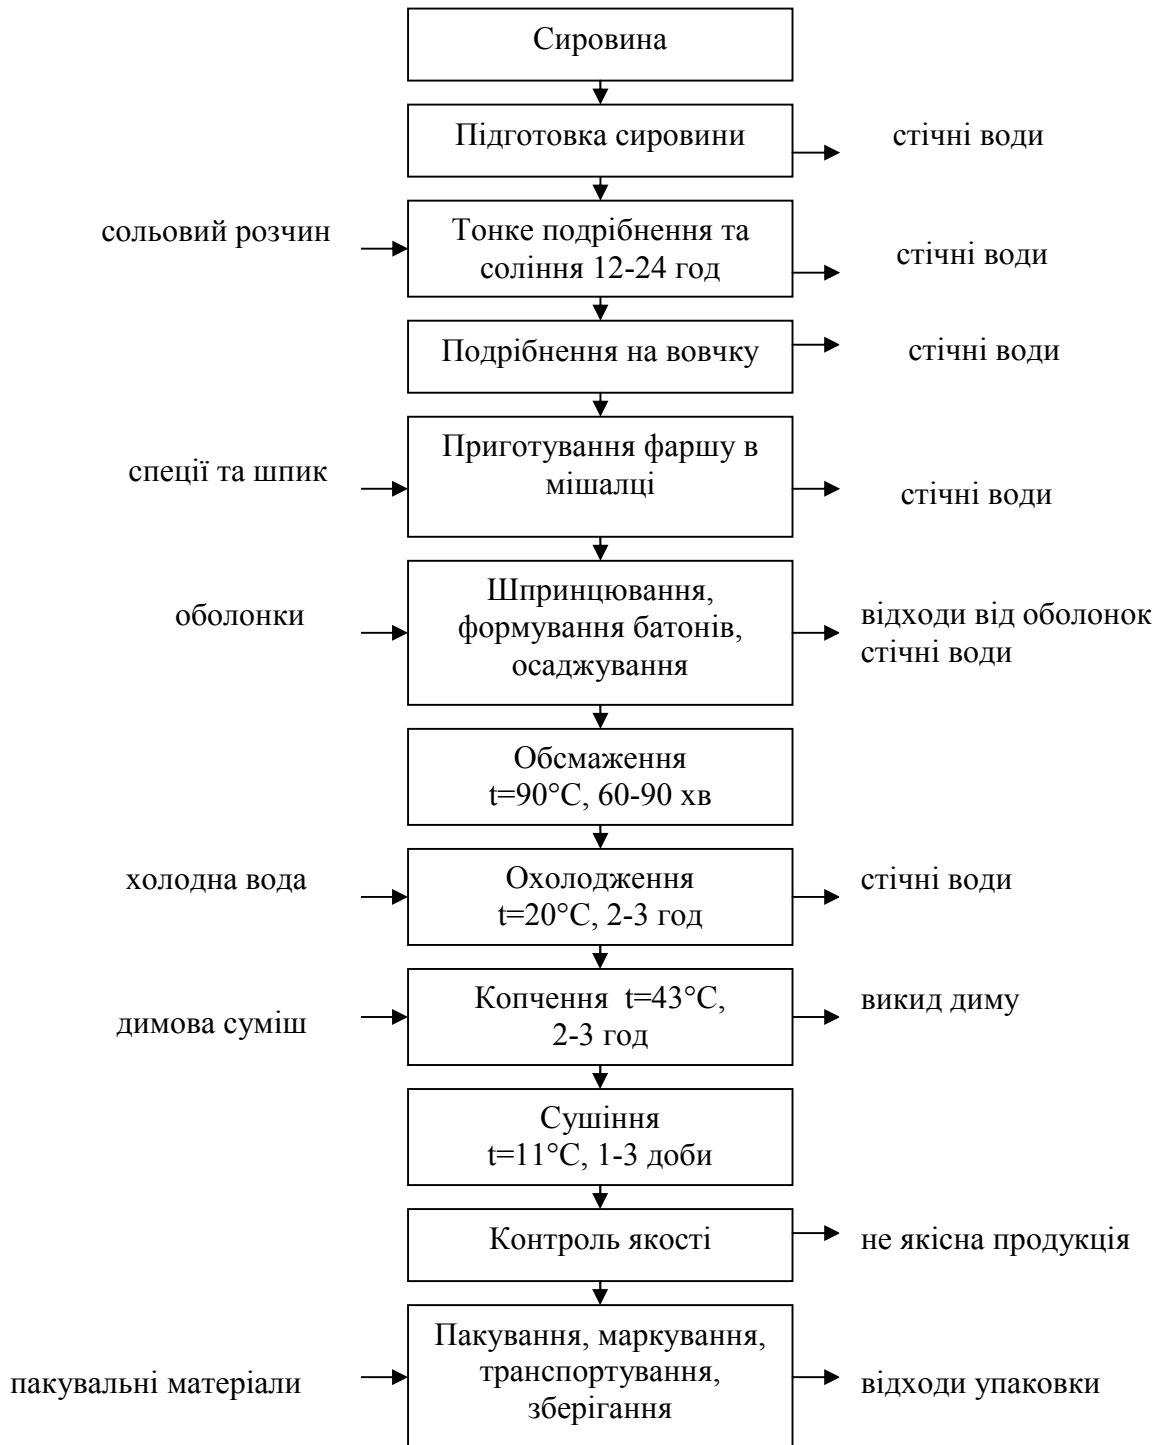 Сировина
Підготовка сировини
стічні води
сольовий розчин
Тонке подрібнення та
соління 12-24 год
стічні води
Подрібнення на вовчку
стічні води
спеції та шпик
Приготування фаршу в
мішалці
стічні води
оболонки
Шпринцювання,
формування батонів,
осаджування
відходи від оболонок
стічні води
Обсмаження
t=90°C, 60-90 хв
холодна вода
Охолодження
t=20°C, 2-3 год
стічні води
димова суміш
Копчення t=43°C,
2-3 год
викид диму
Сушіння
t=11°C, 1-3 доби
Контроль якості
не якісна продукція
пакувальні матеріали
Пакування, маркування,
транспортування,
зберігання
відходи упаковки